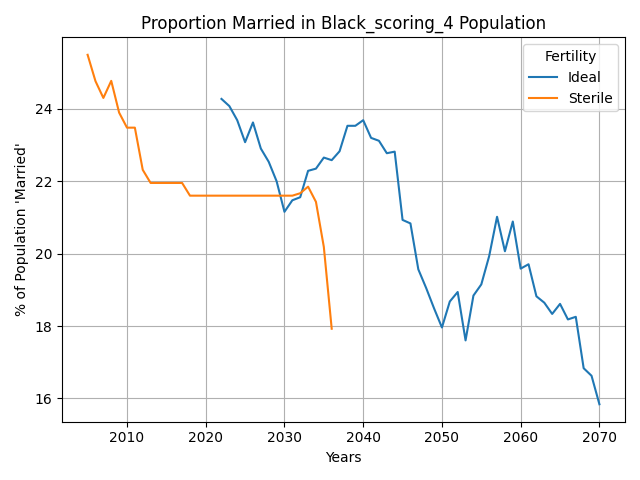 Proportion Married in Black_scoring_4 Population
Fertility
Ideal
Sterile
% of Population 'Married'
24
22
20
18
16
2010
2020
2030
2040
2050
2060
2070
Years